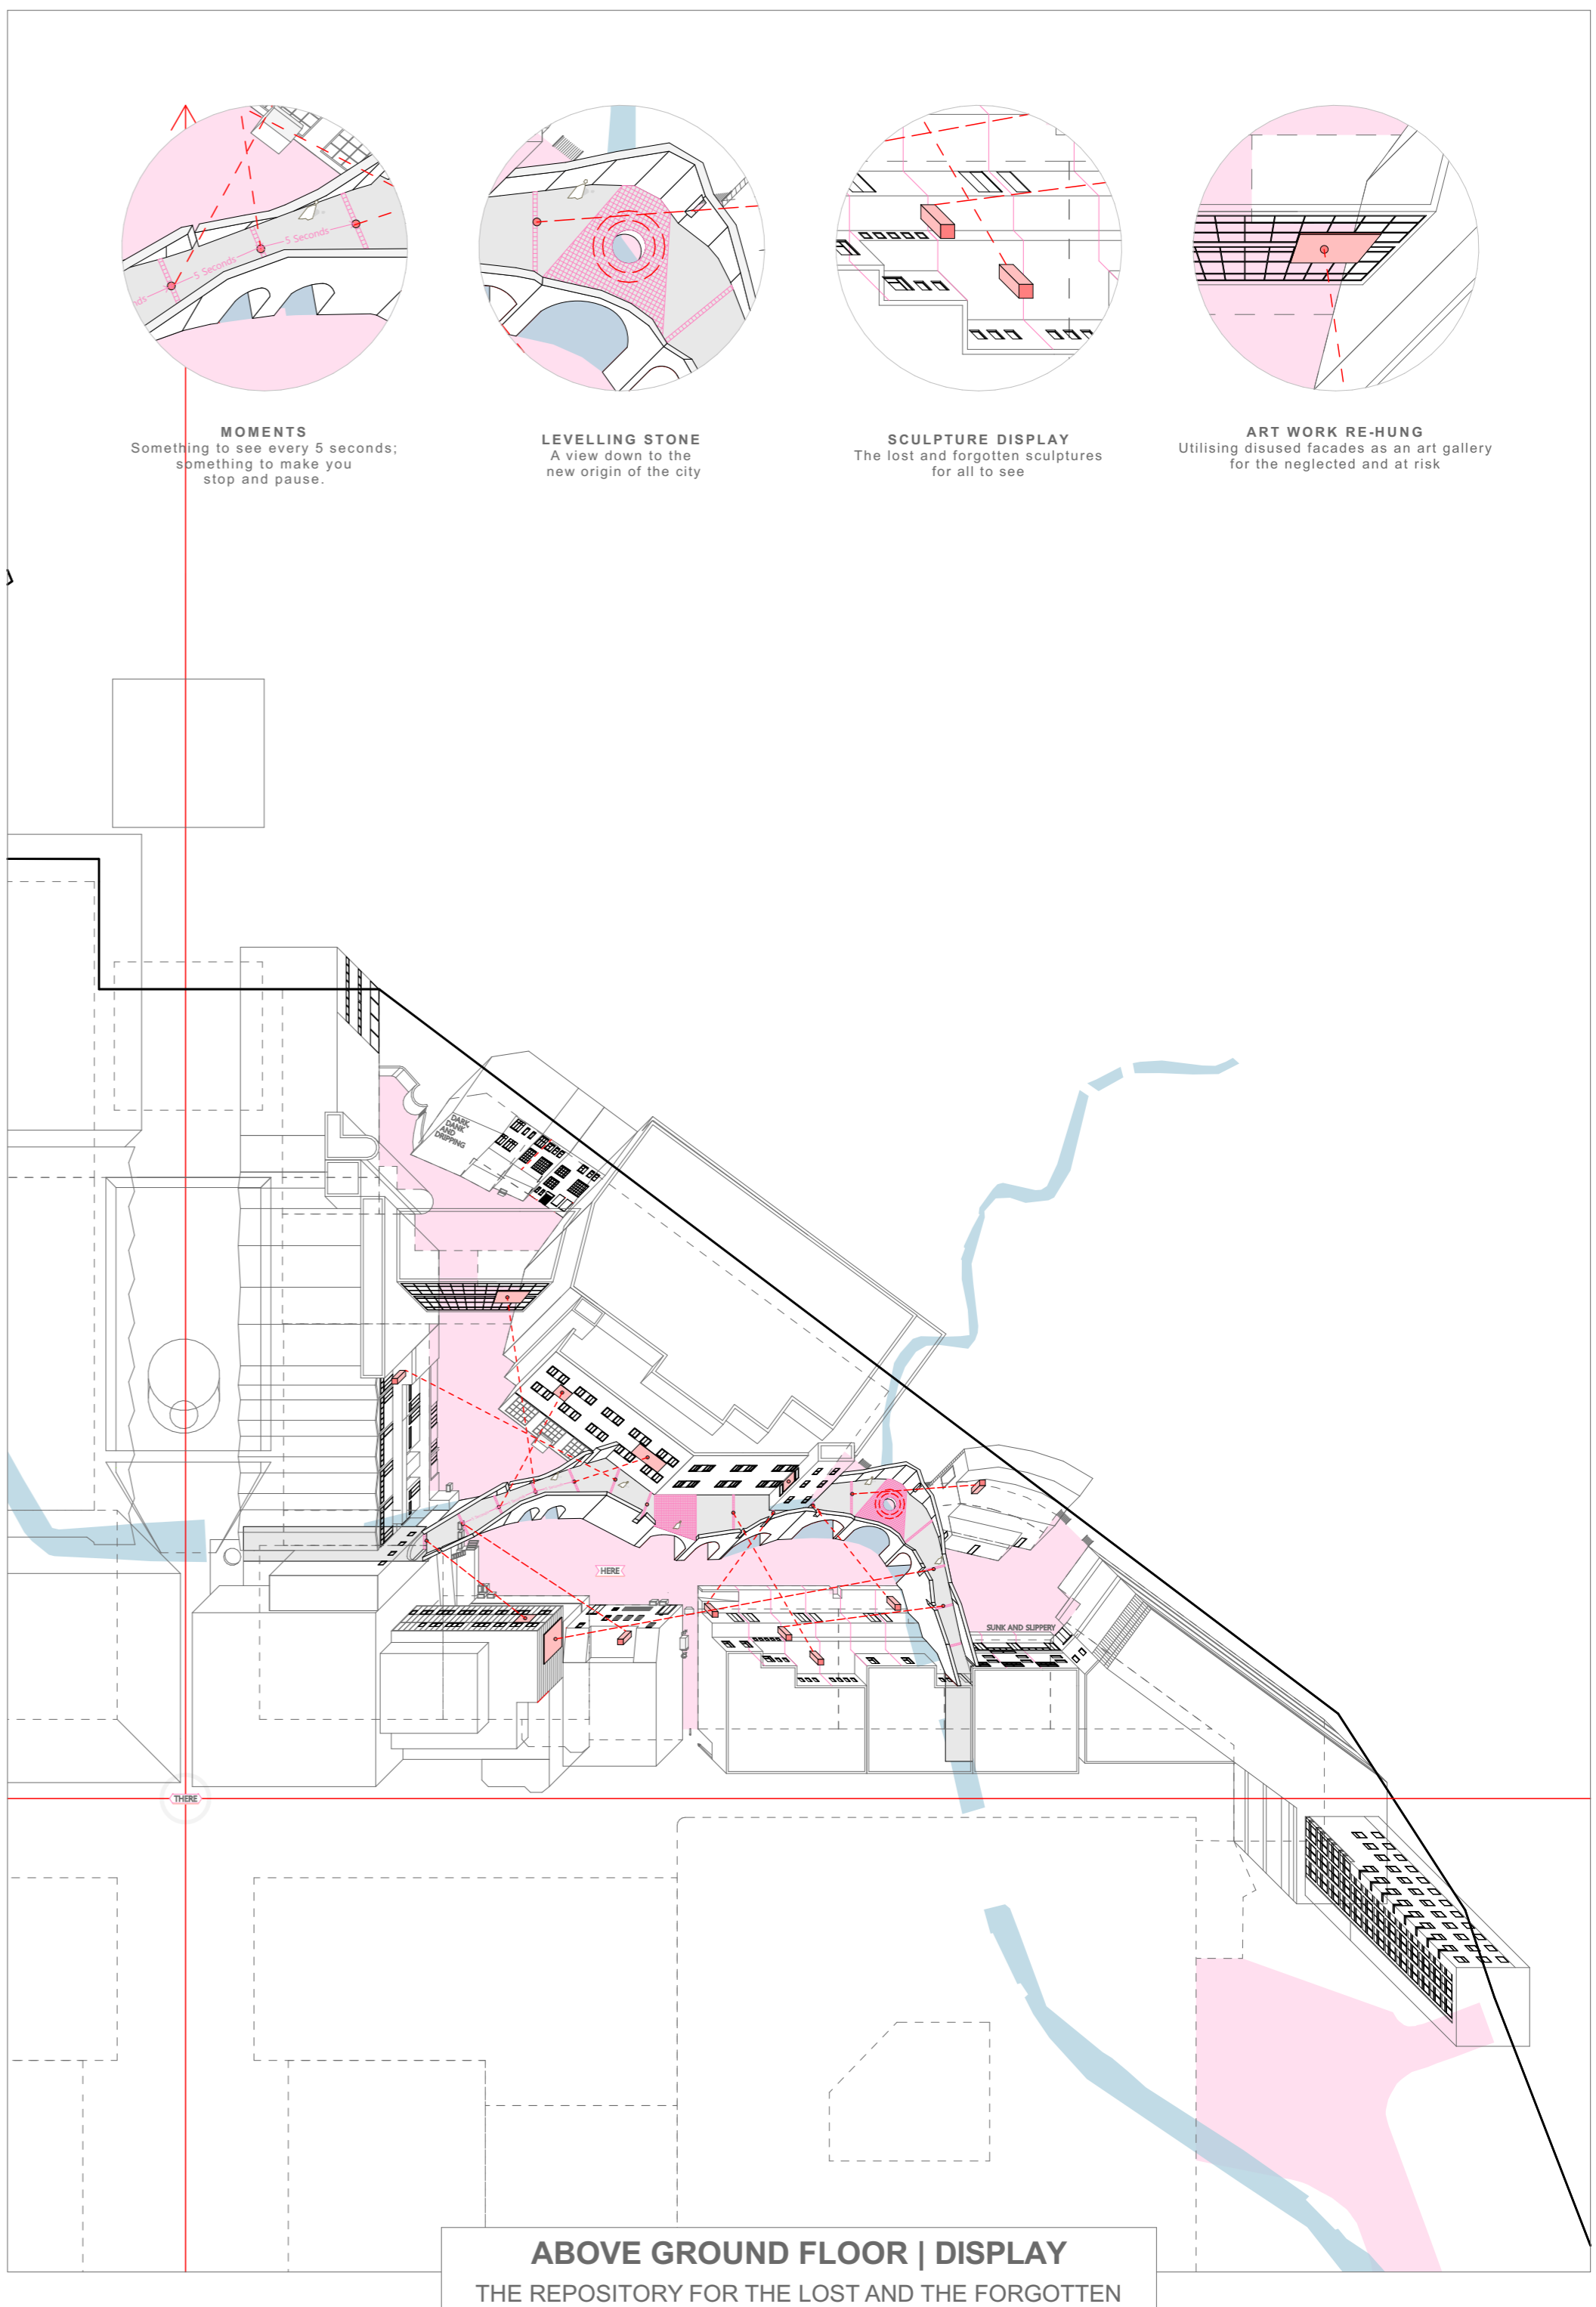 nds
5 Seconds
5 Seconds
MOMENTS
Something to see every 5 seconds;
something to make you
stop and pause.
LEVELLING STONE
A view down to the
new origin of the city
SCULPTURE DISPLAY
The lost and forgotten sculptures
for all to see
ART WORK RE-HUNG
Utilising disused facades as an art gallery
for the neglected and at risk
DARK,
DANK
AND
DRIPPING
HERE
SUNK AND SLIPPERY
THERE
ABOVE GROUND FLOOR | DISPLAY
THE REPOSITORY FOR THE LOST AND THE FORGOTTEN